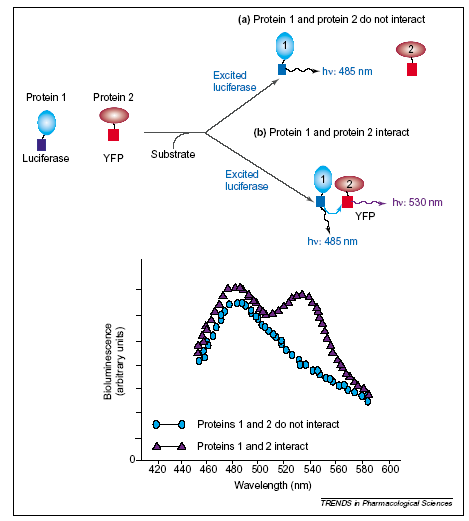 (a) Protein 1 and protein 2 do not interact
1
2
hν: 485 nm
Excited
luciferase
Protein 1
Protein 2
Luciferase
YFP
Substrate
(b) Protein 1 and protein 2 interact
Excited
luciferase
1
2
hν: 530 nm
YFP
hν: 485 nm
Bioluminescence
(arbitrary units)
Proteins 1 and 2 do not interact
Proteins 1 and 2 interact
0
420 440 460 480 500 520 540 560 580 600
Wavelength (nm)
TRENDS in Pharmacological Sciences